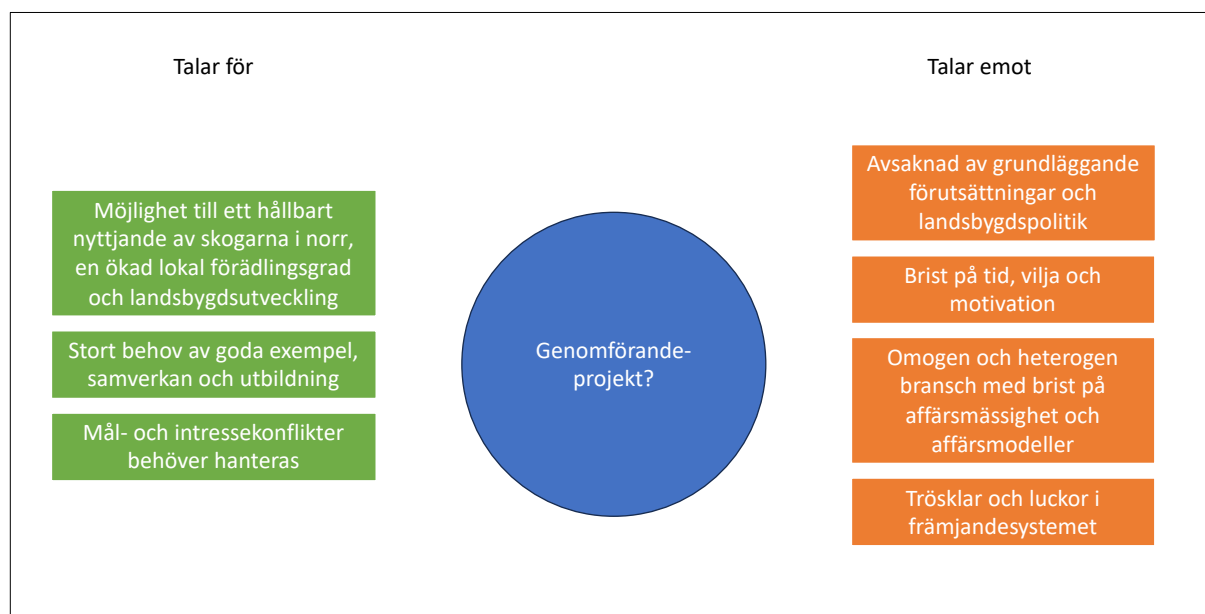 Talar för
Möjlighet till ett hållbart
nyttjande av skogarna i norr,
en ökad lokal förädlingsgrad
och landsbygdsutveckling
Stort behov av goda exempel,
samverkan och utbildning
Mål- och intressekonflikter
behöver hanteras
Genomförande-
projekt?
Talar emot
Avsaknad av grundläggande
förutsättningar och
landsbygdspolitik
Brist på tid, vilja och
motivation
Omogen och heterogen
bransch med brist på
affärsmässighet och
affärsmodeller
Trösklar och luckor i
främjandesystemet